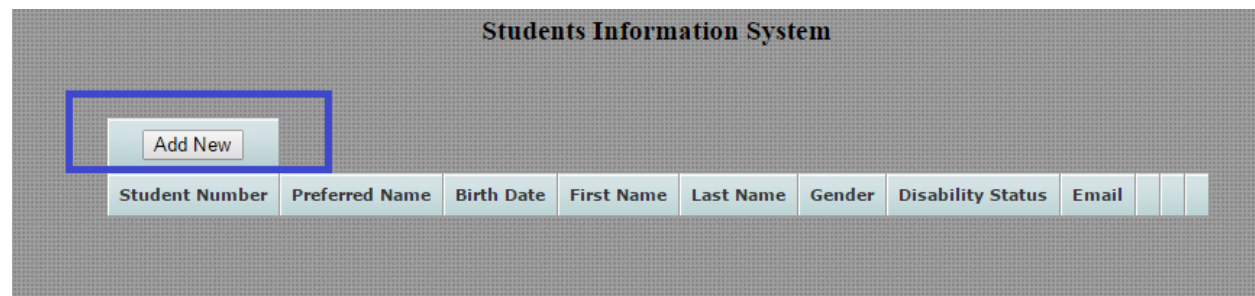 Students Information System
Add New
Student Number Preferred Name Birth Date First Name Last Name Gender Disability Status Email